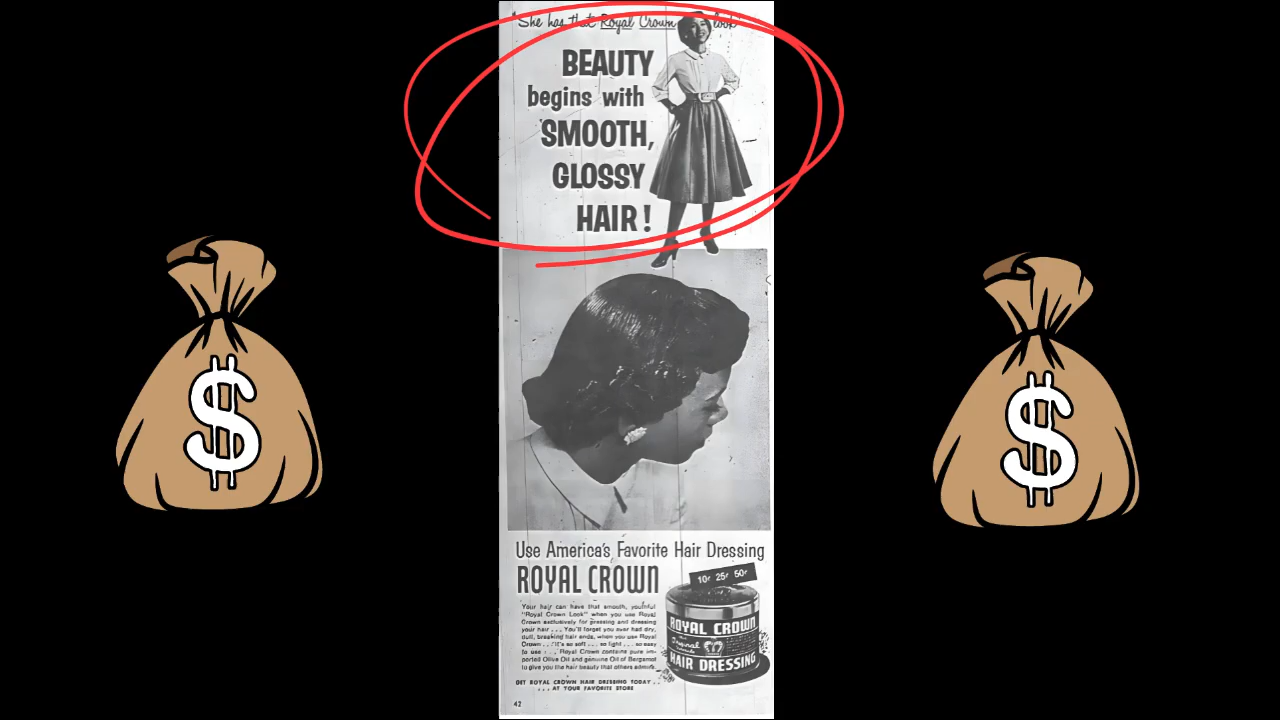 "She has that Royal Crown look"
BEAUTY
begins with
SMOOTH,
GLOSSY
HAIR!
Use America's Favorite Hair Dressing
ROYAL CROWN
10¢ 25¢ 50¢
Your hair can have that smooth, youthful
"Royal Crown Look" when you use Royal
Crown exclusively for pressing and dressing
your hair . . . You'll forget you ever had dry,
dull, breaking hair ends, when you use Royal
Crown . . . It's so soft . . . so light . . . so easy
to use . . . Royal Crown contains pure im-
ported Olive Oil and genuine Oil of Bergamot
to give you the hair beauty that others admire.
ROYAL CROWN
Original
HAIR DRESSING
GET ROYAL CROWN HAIR DRESSING TODAY . .
. . . AT YOUR FAVORITE STORE
42
$
$